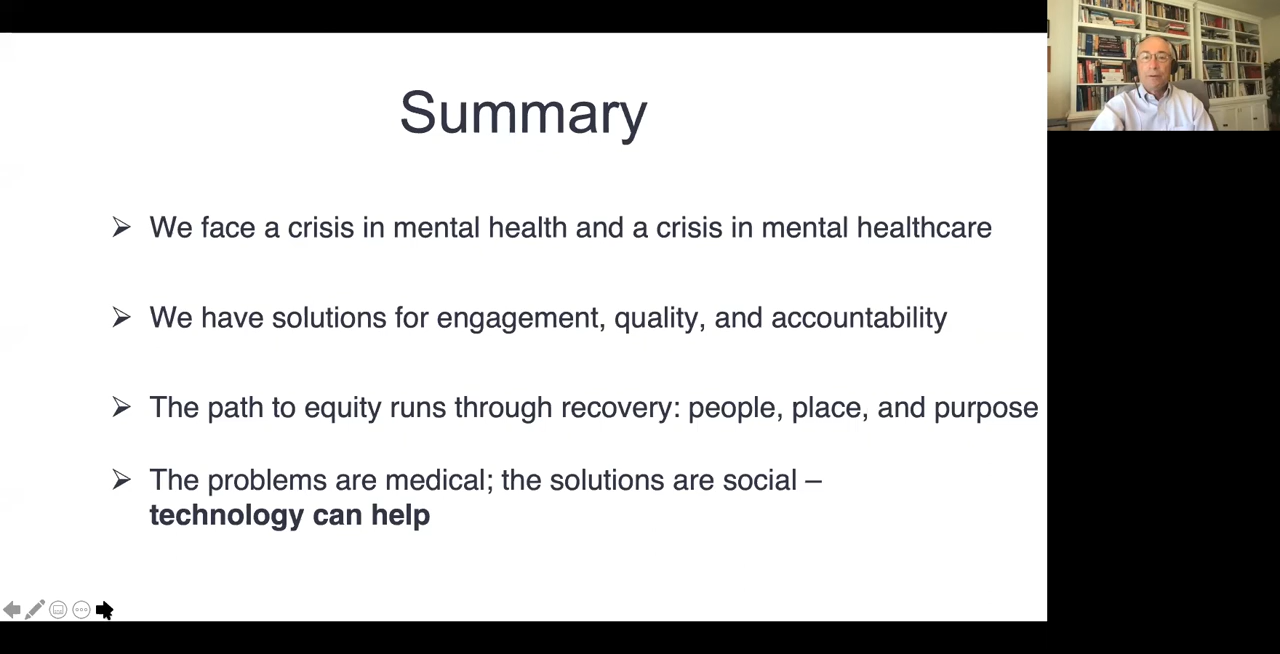 Summary
➢ We face a crisis in mental health and a crisis in mental healthcare
➢ We have solutions for engagement, quality, and accountability
➢ The path to equity runs through recovery: people, place, and purpose
➢ The problems are medical; the solutions are social –
technology can help